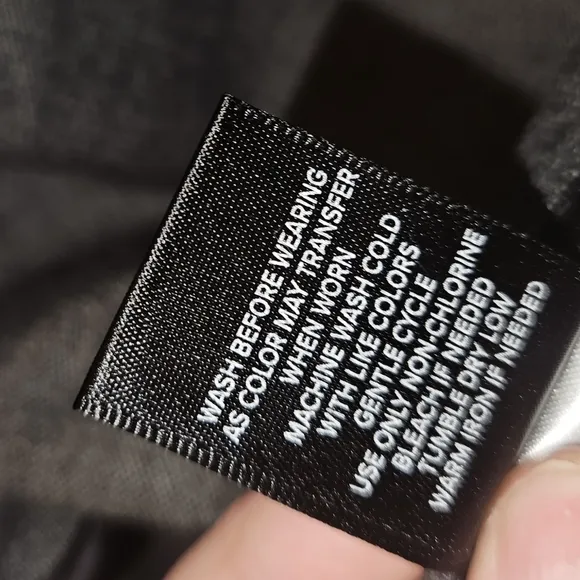 WASH BEFORE WEARING
AS COLOR MAY TRANSFER
WHEN WORN
MACHINE WASH COLD
WITH LIKE COLORS
GENTLE CYCLE
USE ONLY NON-CHLORINE
BLEACH IF NEEDED
TUMBLE DRY LOW
WARM IRON IF NEEDED